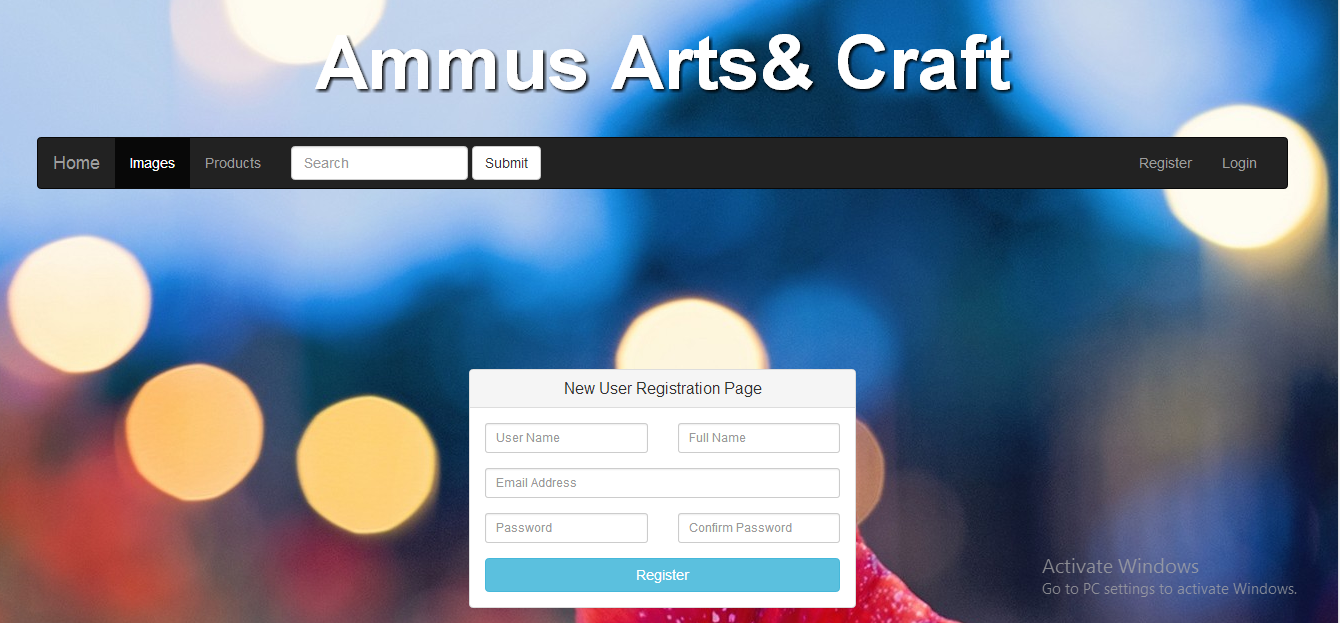 Ammus Arts& Craft
Home Images Products Search Submit Register Login
New User Registration Page
User Name Full Name
Email Address
Password Confirm Password
Register
Activate Windows
Go to PC settings to activate Windows.